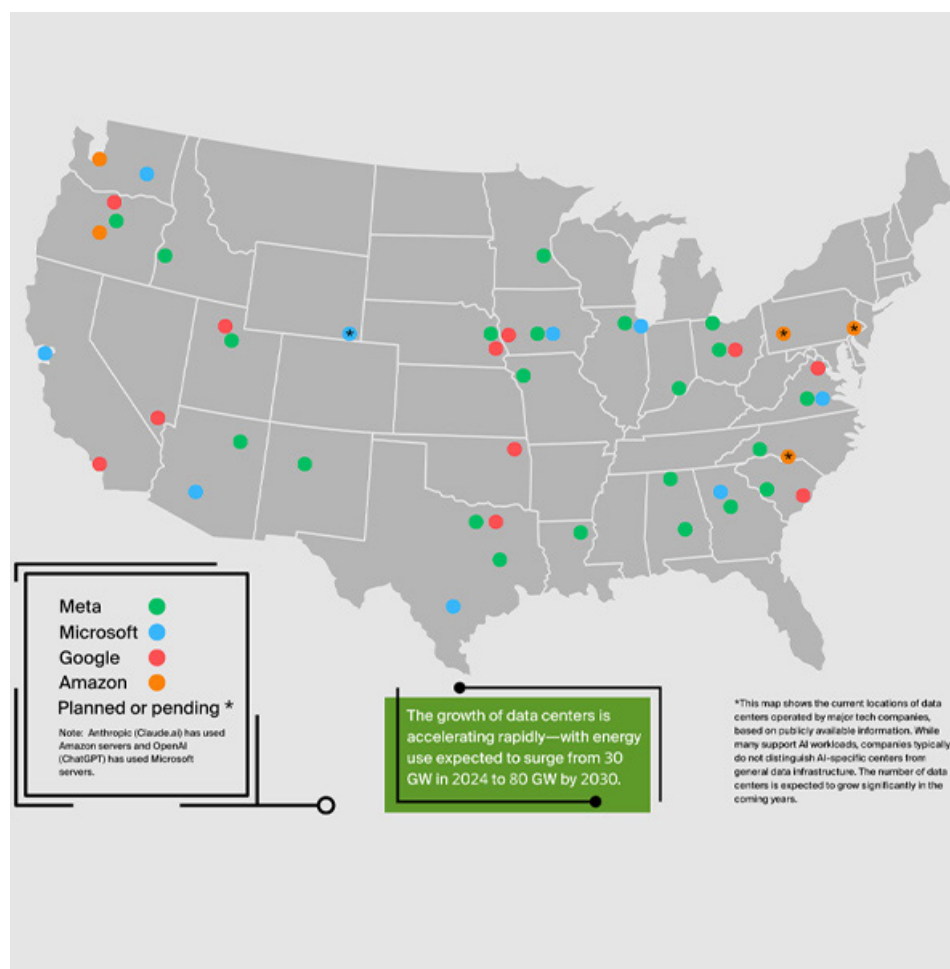 Meta
Microsoft
Google
Amazon
Planned or pending *
Note: Anthropic (Claude.ai) has used
Amazon servers and OpenAI
(ChatGPT) has used Microsoft
servers.
The growth of data centers is
accelerating rapidly—with energy
use expected to surge from 30
GW in 2024 to 80 GW by 2030.
*This map shows the current locations of data
centers operated by major tech companies,
based on publicly available information. While
many support AI workloads, companies typically
do not distinguish AI-specific centers from
general data infrastructure. The number of data
centers is expected to grow significantly in the
coming years.